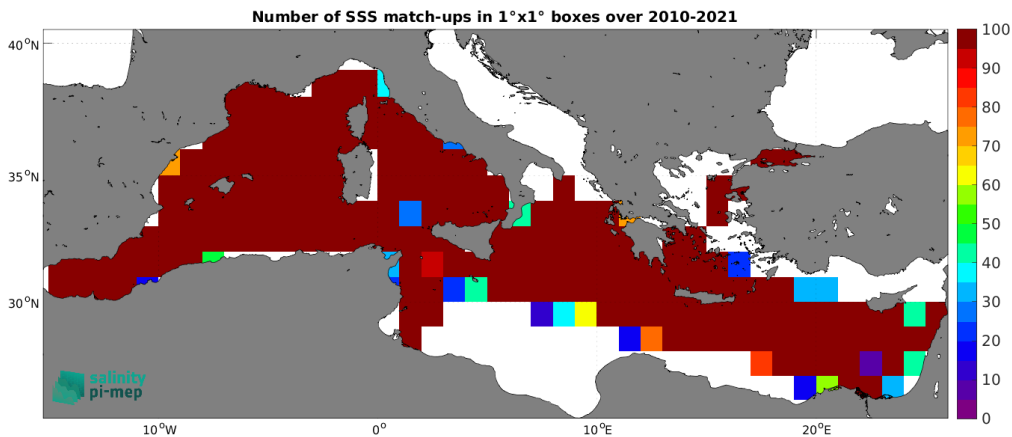 Number of SSS match-ups in 1°x1° boxes over 2010-2021
40°N
35°N
30°N
10°W
0°
10°E
20°E
100
90
80
70
60
50
40
30
20
10
0
salinity
pi-mep